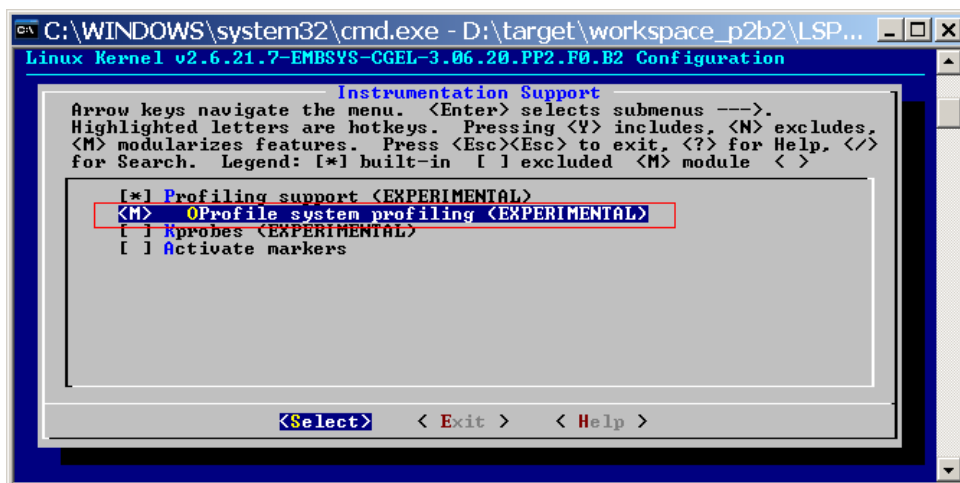 C:\WINDOWS\system32\cmd.exe - D:\target\workspace_p2b2\LSP...
Linux Kernel v2.6.21.7-EMBSYS-CGEL-3.06.20.PP2.F0.B2 Configuration
Instrumentation Support
Arrow keys navigate the menu. <Enter> selects submenus --->.
Highlighted letters are hotkeys. Pressing <Y> includes, <N> excludes,
<M> modularizes features. Press <Esc><Esc> to exit, <?> for Help, </>
for Search. Legend: [*] built-in [ ] excluded <M> module < >
[*] Profiling support (EXPERIMENTAL)
<M> OProfile system profiling (EXPERIMENTAL)
[ ] Kprobes (EXPERIMENTAL)
[ ] Activate markers
<Select> < Exit > < Help >